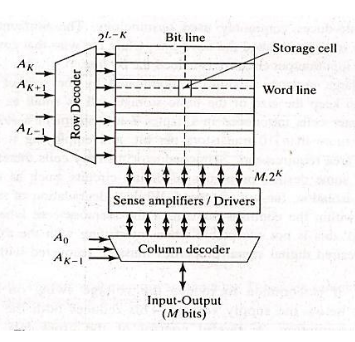 2^{L-K}
Bit line
Storage cell
A_K
A_{K+1}
A_{L-1}
Row Decoder
Word line
M.2^K
Sense amplifiers / Drivers
A_0
A_{K-1}
Column decoder
Input-Output
(M bits)